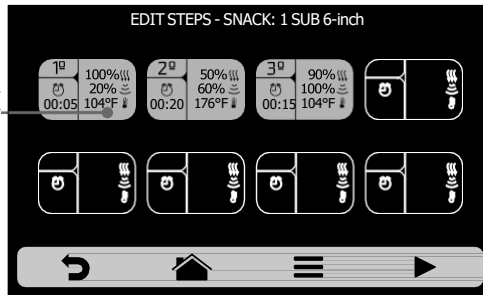 EDIT STEPS - SNACK: 1 SUB 6-inch
1º
100%
20%
00:05
104°F
2º
50%
60%
00:20
176°F
3º
90%
100%
00:15
104°F